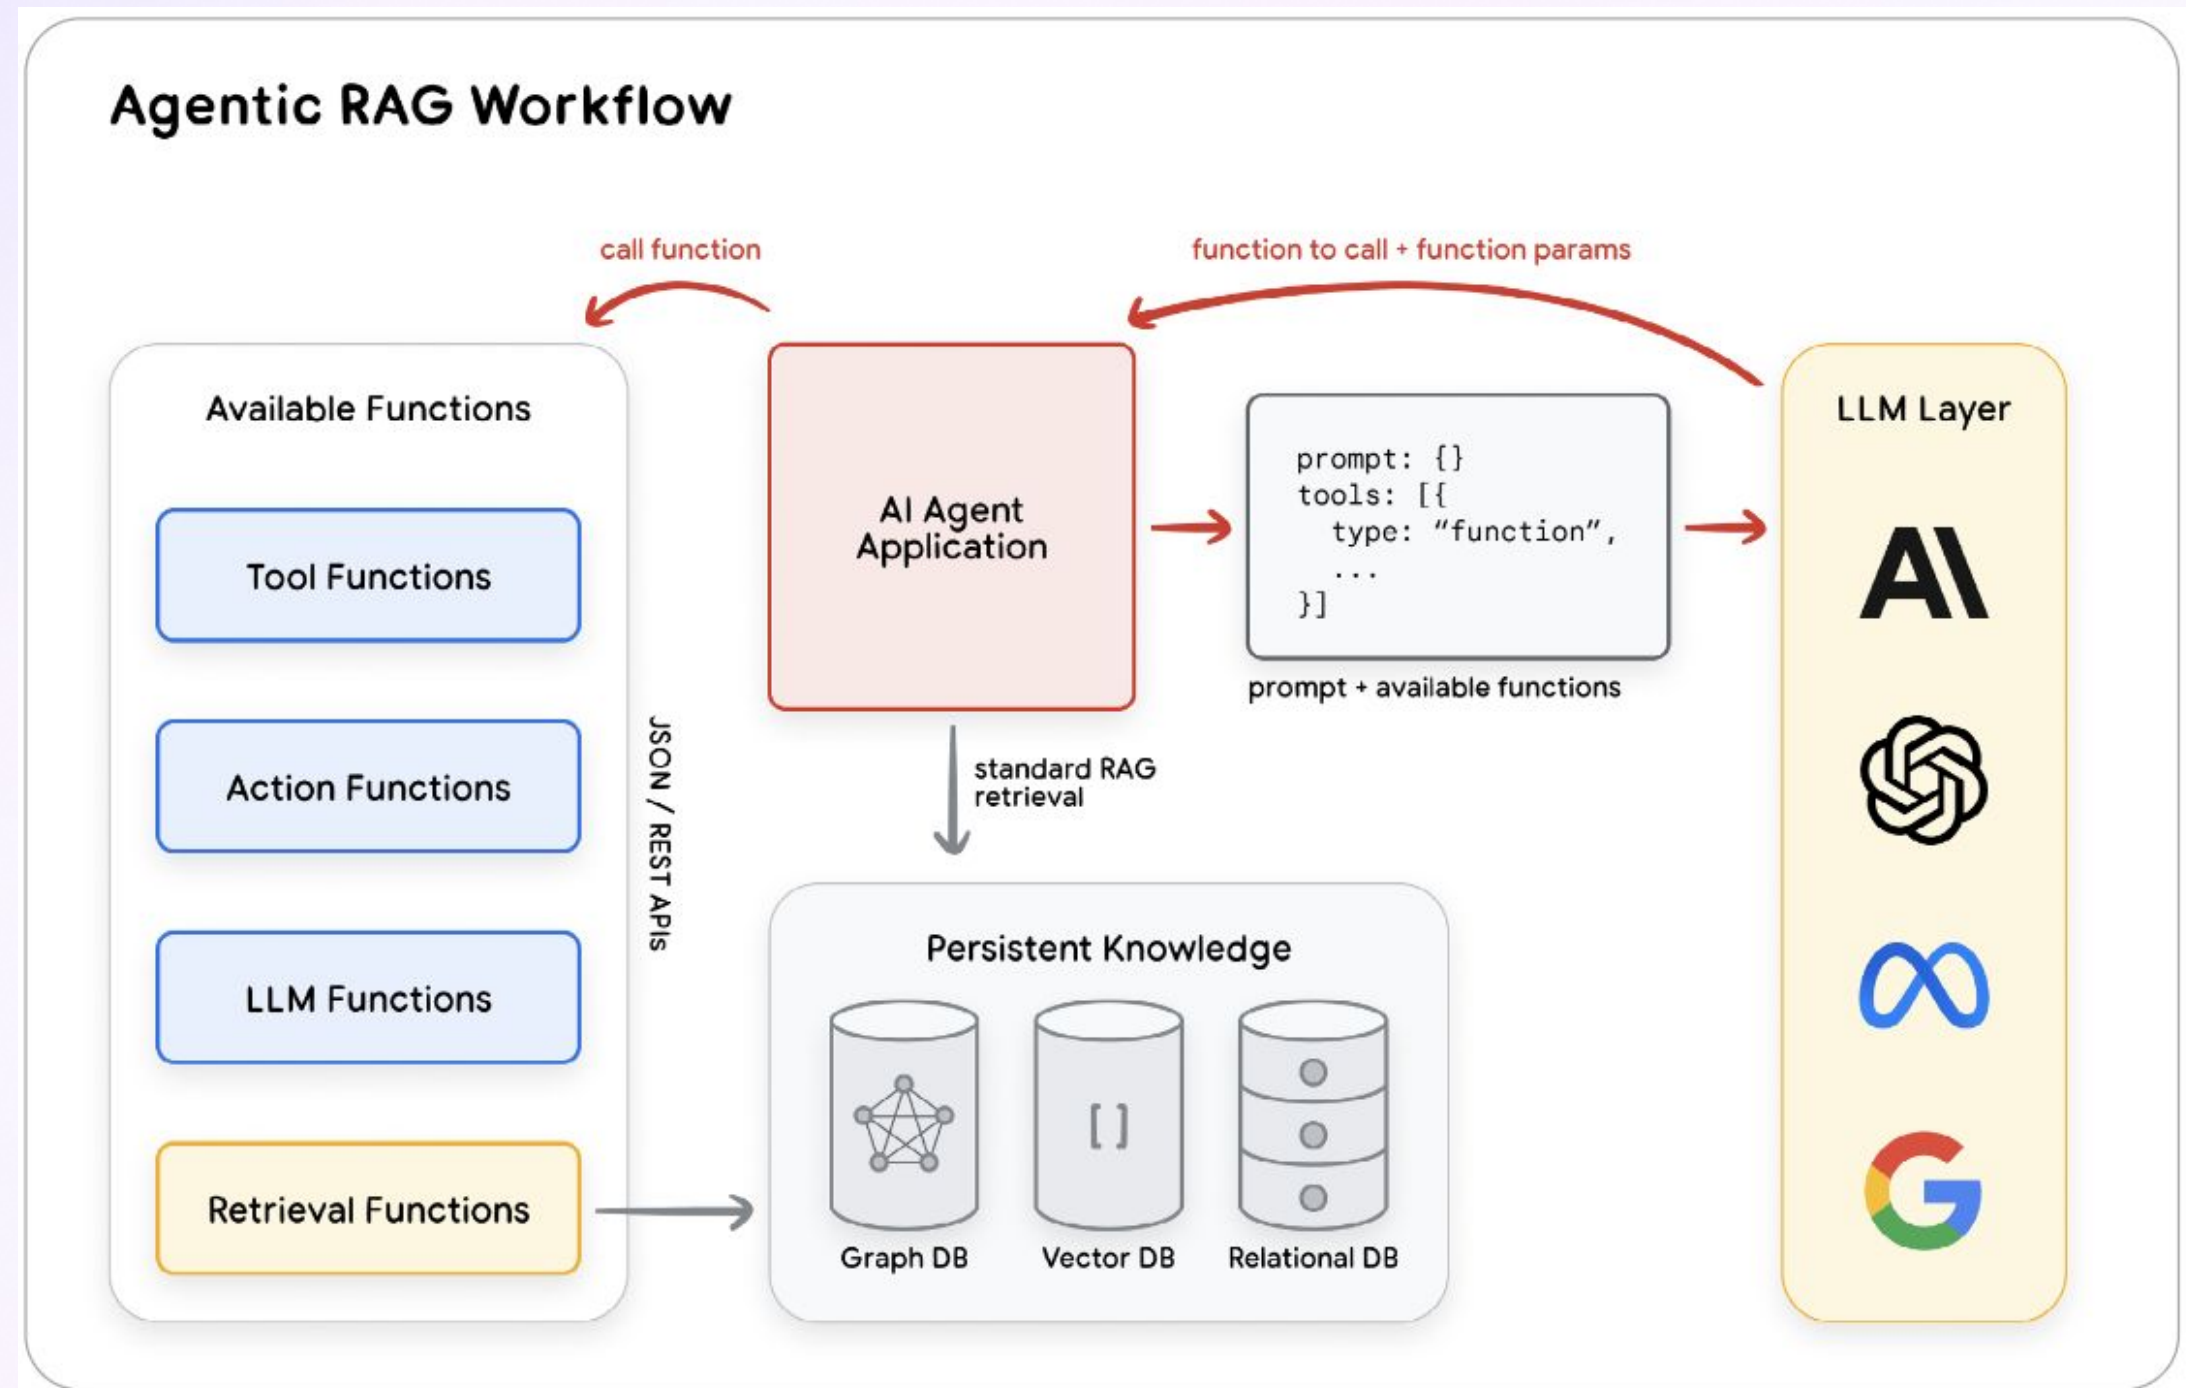 Agentic RAG Workflow
call function
function to call + function params
Available Functions
Tool Functions
Action Functions
LLM Functions
Retrieval Functions
JSON / REST APIs
AI Agent
Application
prompt: {}
tools: [{
type: “function”,
...
}]
prompt + available functions
LLM Layer
standard RAG
retrieval
Persistent Knowledge
[]
Graph DB
Vector DB
Relational DB